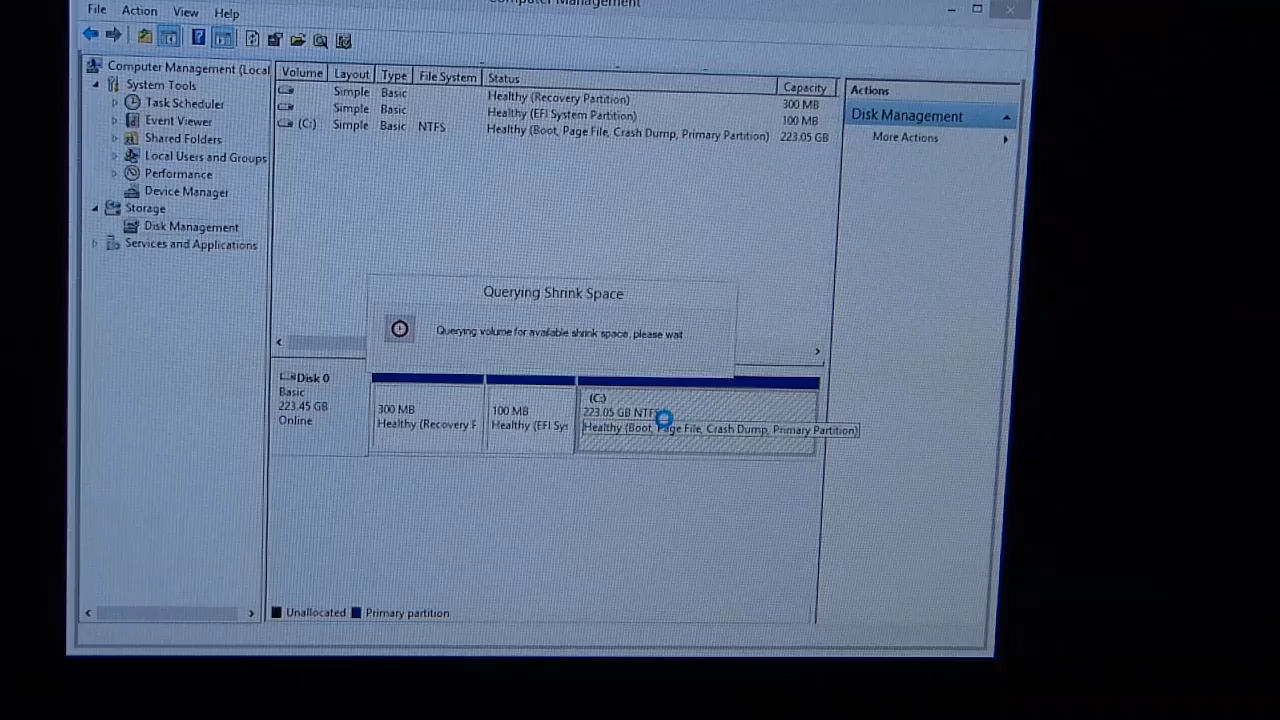 Computer Management
File Action View Help
Computer Management (Local
System Tools
Task Scheduler
Event Viewer
Shared Folders
Local Users and Groups
Performance
Device Manager
Storage
Disk Management
Services and Applications
Volume Layout Type File System Status Capacity
Simple Basic Healthy (Recovery Partition) 300 MB
Simple Basic Healthy (EFI System Partition) 100 MB
(C:) Simple Basic NTFS Healthy (Boot, Page File, Crash Dump, Primary Partition) 223.05 GB
Actions
Disk Management
More Actions
Querying Shrink Space
Querying volume for available shrink space, please wait
Disk 0
Basic
223.45 GB
Online
300 MB
Healthy (Recovery P
100 MB
Healthy (EFI Sys
(C:)
223.05 GB NTFS
Healthy (Boot, Page File, Crash Dump, Primary Partition)
Unallocated Primary partition